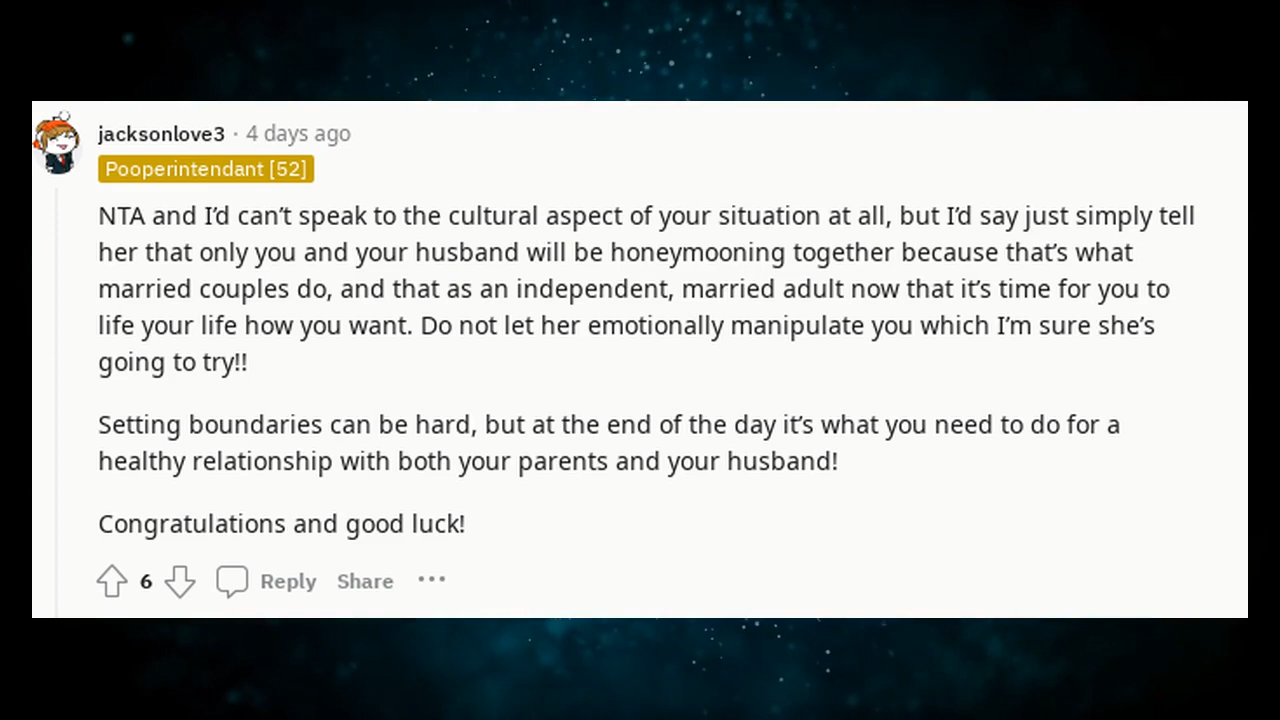 jacksonlove3 · 4 days ago
Pooperintendant [52]
NTA and I’d can’t speak to the cultural aspect of your situation at all, but I’d say just simply tell
her that only you and your husband will be honeymooning together because that’s what
married couples do, and that as an independent, married adult now that it’s time for you to
life your life how you want. Do not let her emotionally manipulate you which I’m sure she’s
going to try!!
Setting boundaries can be hard, but at the end of the day it’s what you need to do for a
healthy relationship with both your parents and your husband!
Congratulations and good luck!
6 Reply Share ···